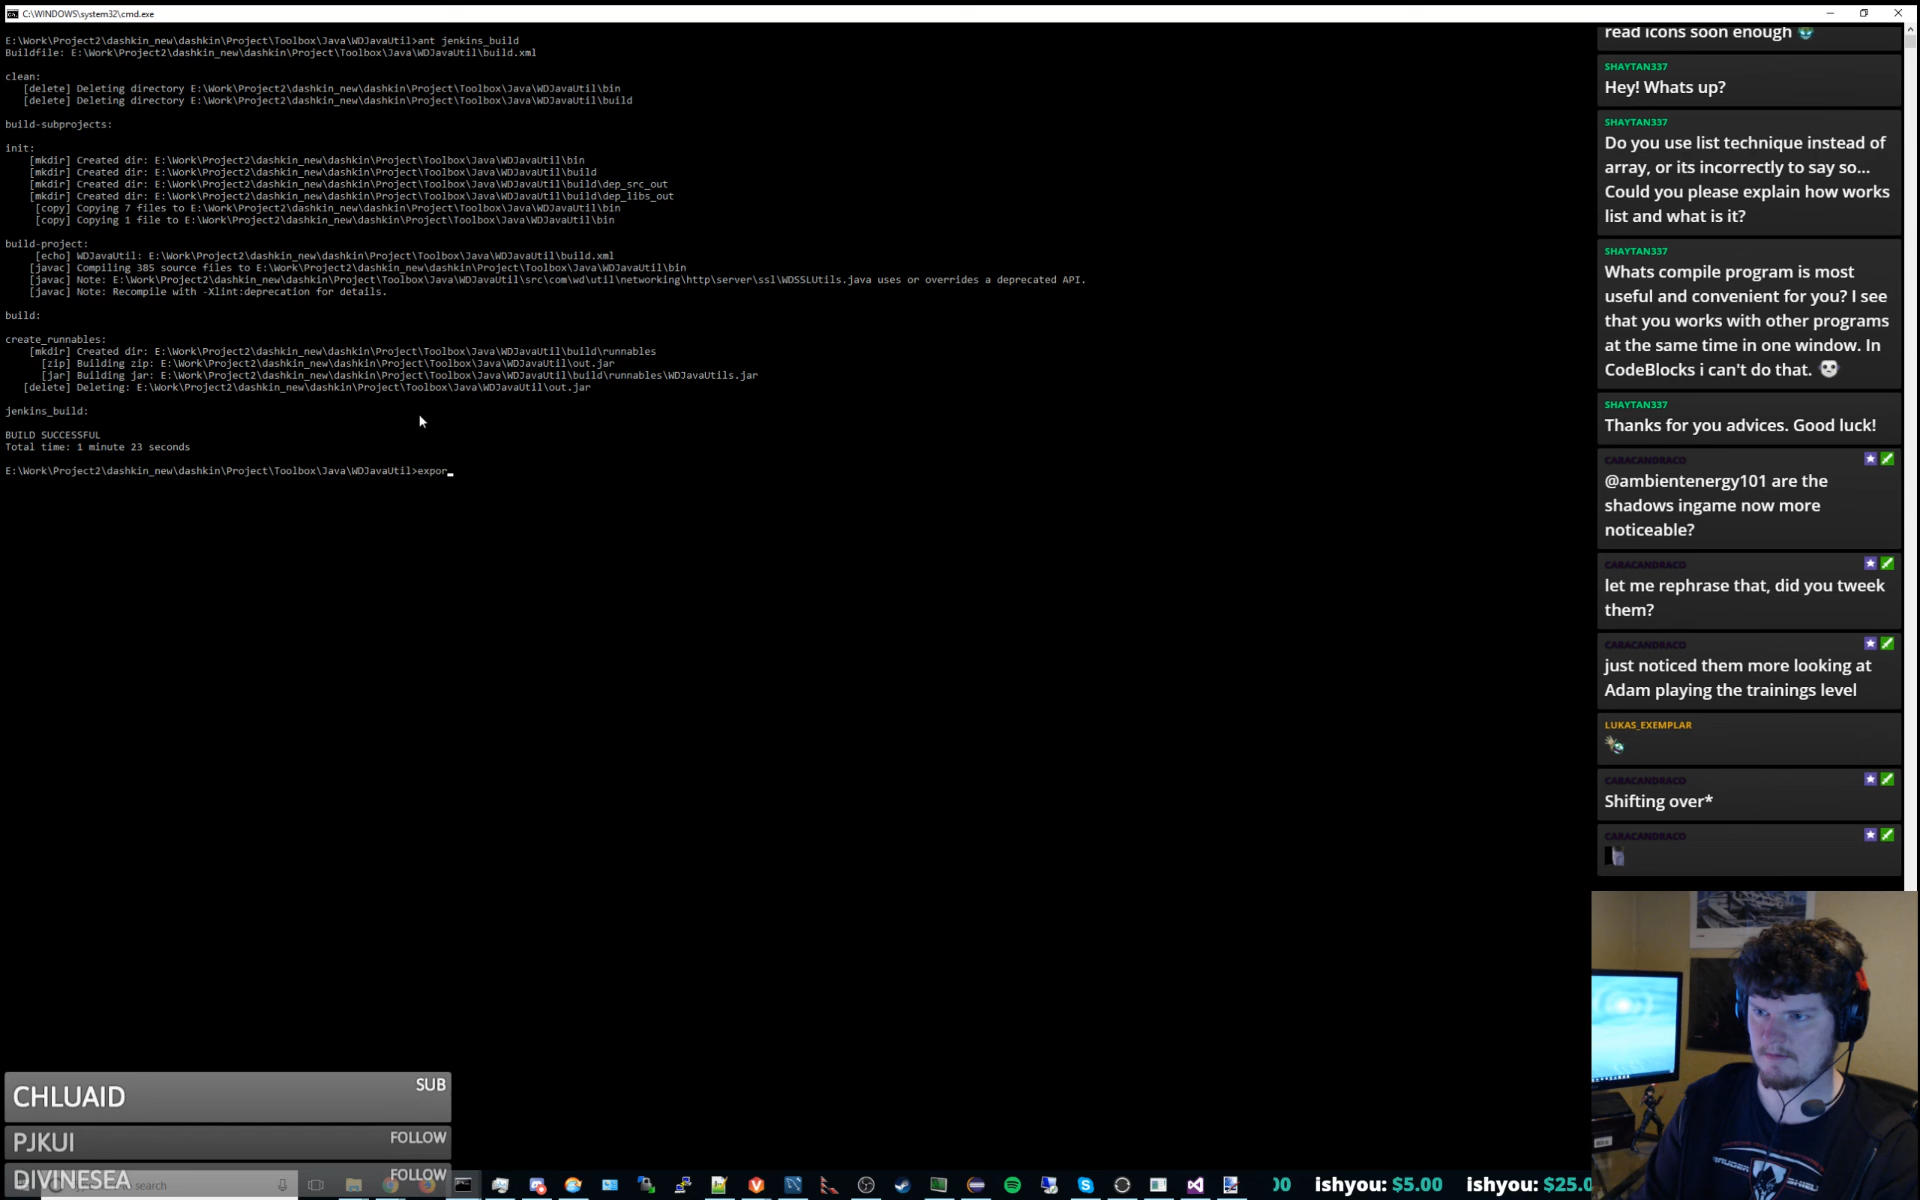 C:\WINDOWS\system32\cmd.exe
E:\Work\Project2\dashkin_new\dashkin\Project\Toolbox\Java\WDJavaUtil>ant jenkins_build
Buildfile: E:\Work\Project2\dashkin_new\dashkin\Project\Toolbox\Java\WDJavaUtil\build.xml
clean:
[delete] Deleting directory E:\Work\Project2\dashkin_new\dashkin\Project\Toolbox\Java\WDJavaUtil\bin
[delete] Deleting directory E:\Work\Project2\dashkin_new\dashkin\Project\Toolbox\Java\WDJavaUtil\build
build-subprojects:
init:
[mkdir] Created dir: E:\Work\Project2\dashkin_new\dashkin\Project\Toolbox\Java\WDJavaUtil\bin
[mkdir] Created dir: E:\Work\Project2\dashkin_new\dashkin\Project\Toolbox\Java\WDJavaUtil\build
[mkdir] Created dir: E:\Work\Project2\dashkin_new\dashkin\Project\Toolbox\Java\WDJavaUtil\build\dep_src_out
[mkdir] Created dir: E:\Work\Project2\dashkin_new\dashkin\Project\Toolbox\Java\WDJavaUtil\build\dep_libs_out
[copy] Copying 7 files to E:\Work\Project2\dashkin_new\dashkin\Project\Toolbox\Java\WDJavaUtil\bin
[copy] Copying 1 file to E:\Work\Project2\dashkin_new\dashkin\Project\Toolbox\Java\WDJavaUtil\bin
build-project:
[echo] WDJavaUtil: E:\Work\Project2\dashkin_new\dashkin\Project\Toolbox\Java\WDJavaUtil\build.xml
[javac] Compiling 385 source files to E:\Work\Project2\dashkin_new\dashkin\Project\Toolbox\Java\WDJavaUtil\bin
[javac] Note: E:\Work\Project2\dashkin_new\dashkin\Project\Toolbox\Java\WDJavaUtil\src\com\wd\util\networking\http\server\ssl\WDSSLUtils.java uses or overrides a deprecated API.
[javac] Note: Recompile with -Xlint:deprecation for details.
build:
create_runnables:
[mkdir] Created dir: E:\Work\Project2\dashkin_new\dashkin\Project\Toolbox\Java\WDJavaUtil\build\runnables
[zip] Building zip: E:\Work\Project2\dashkin_new\dashkin\Project\Toolbox\Java\WDJavaUtil\out.jar
[jar] Building jar: E:\Work\Project2\dashkin_new\dashkin\Project\Toolbox\Java\WDJavaUtil\build\runnables\WDJavaUtils.jar
[delete] Deleting: E:\Work\Project2\dashkin_new\dashkin\Project\Toolbox\Java\WDJavaUtil\out.jar
jenkins_build:
BUILD SUCCESSFUL
Total time: 1 minute 23 seconds
E:\Work\Project2\dashkin_new\dashkin\Project\Toolbox\Java\WDJavaUtil>expor_
read icons soon enough
SHAYTAN337
Hey! Whats up?
SHAYTAN337
Do you use list technique instead of
array, or its incorrectly to say so...
Could you please explain how works
list and what is it?
SHAYTAN337
Whats compile program is most
useful and convenient for you? I see
that you works with other programs
at the same time in one window. In
CodeBlocks i can't do that.
SHAYTAN337
Thanks for you advices. Good luck!
CARACANDRACO
@ambientenergy101 are the
shadows ingame now more
noticeable?
CARACANDRACO
let me rephrase that, did you tweek
them?
CARACANDRACO
just noticed them more looking at
Adam playing the trainings level
LUKAS_EXEMPLAR
CARACANDRACO
Shifting over*
CARACANDRACO
CHLUAID SUB
PJKUI FOLLOW
DIVINESEA FOLLOW
search
00 ishyou: $5.00 ishyou: $25.0